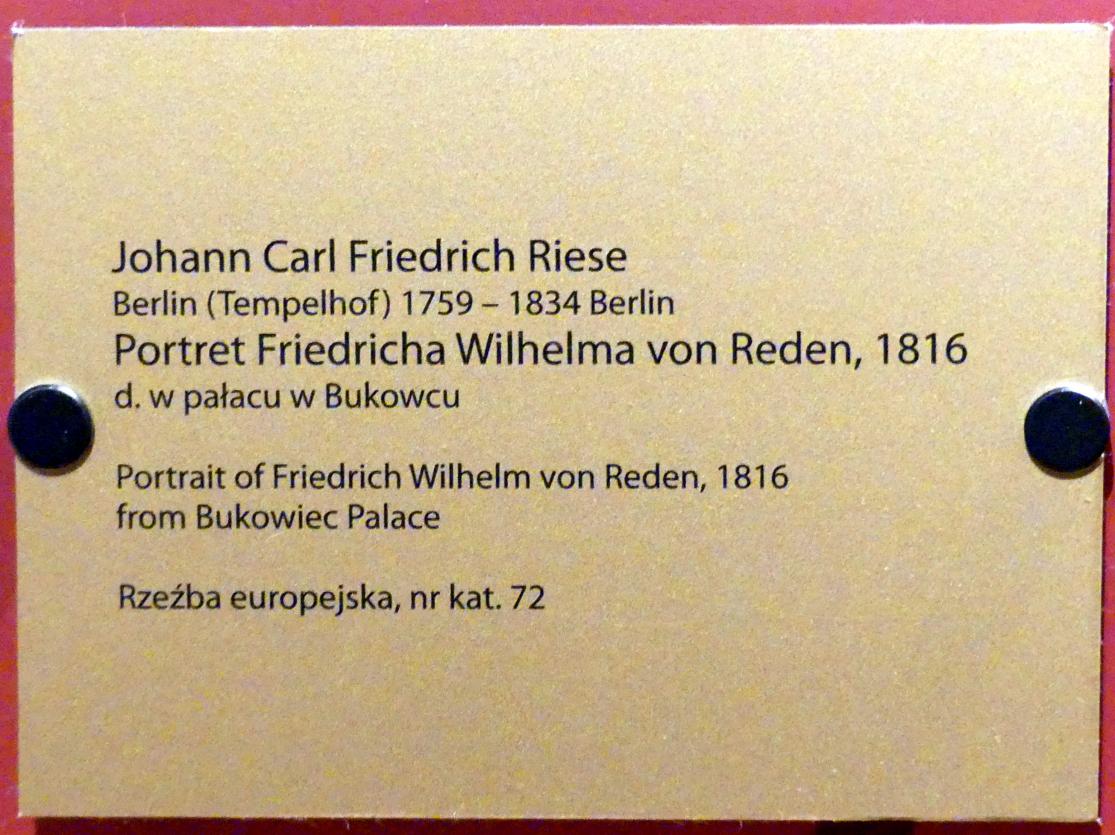 Johann Carl Friedrich Riese
Berlin (Tempelhof) 1759 – 1834 Berlin
Portret Friedricha Wilhelma von Reden, 1816
d. w pałacu w Bukowcu
Portrait of Friedrich Wilhelm von Reden, 1816
from Bukowiec Palace
Rzeźba europejska, nr kat. 72